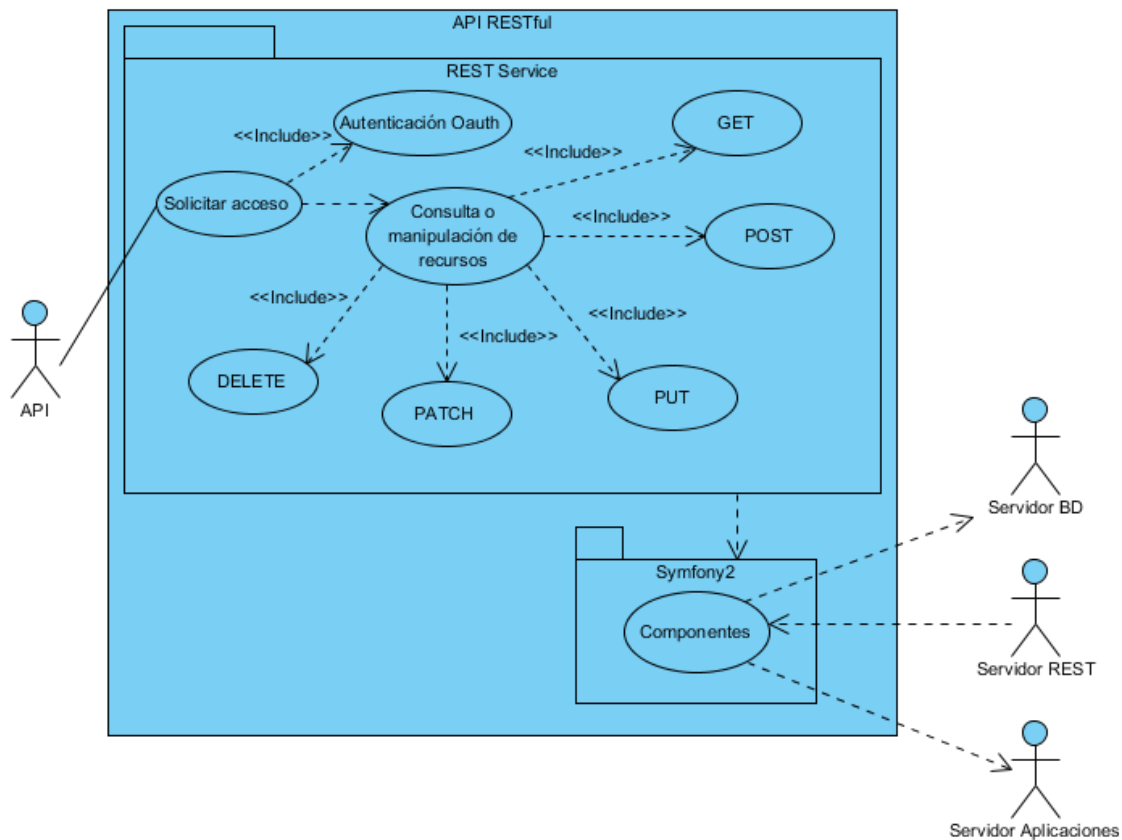 API RESTful
REST Service
Autenticación Oauth
GET
<<Include>>
<<Include>>
Solicitar acceso
Consulta o
manipulación de
recursos
<<Include>>
POST
<<Include>>
<<Include>>
<<Include>>
DELETE
PATCH
PUT
API
Servidor BD
Symfony2
Componentes
Servidor REST
Servidor Aplicaciones